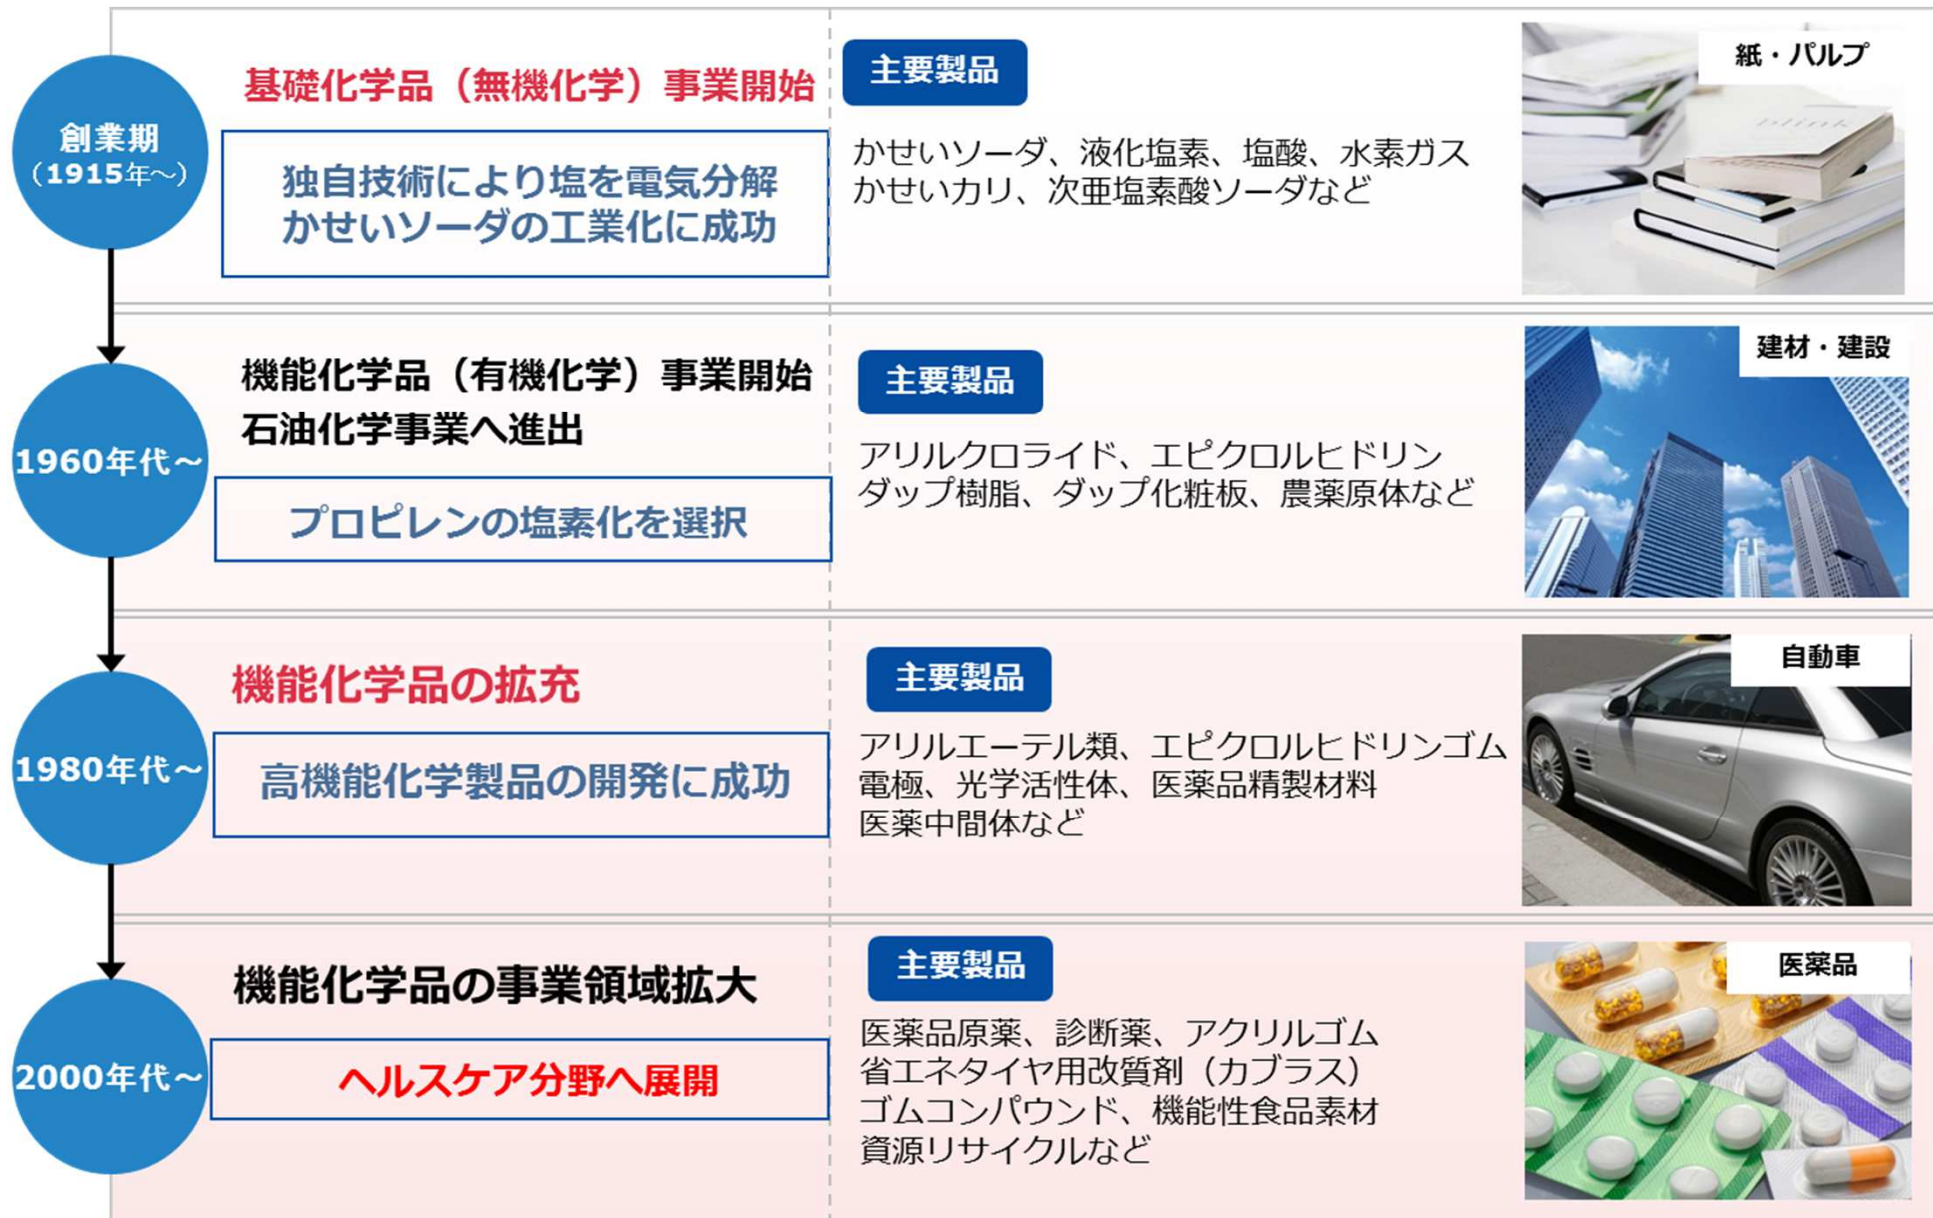 創業期
（1915年～）
基礎化学品（無機化学）事業開始
独自技術により塩を電気分解
かせいソーダの工業化に成功
主要製品
かせいソーダ、液化塩素、塩酸、水素ガス
かせいカリ、次亜塩素酸ソーダなど
紙・パルプ
plink
1960年代～
機能化学品（有機化学）事業開始
石油化学事業へ進出
プロピレンの塩素化を選択
主要製品
アリルクロライド、エピクロルヒドリン
ダップ樹脂、ダップ化粧板、農薬原体など
建材・建設
1980年代～
機能化学品の拡充
高機能化学製品の開発に成功
主要製品
アリルエーテル類、エピクロルヒドリンゴム
電極、光学活性体、医薬品精製材料
医薬中間体など
自動車
2000年代～
機能化学品の事業領域拡大
ヘルスケア分野へ展開
主要製品
医薬品原薬、診断薬、アクリルゴム
省エネタイヤ用改質剤（カブラス）
ゴムコンパウンド、機能性食品素材
資源リサイクルなど
医薬品